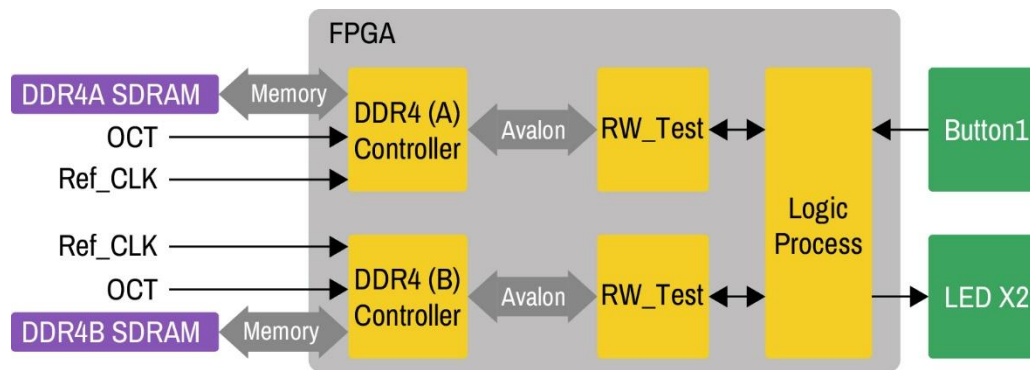 FPGA
DDR4A SDRAM
Memory
OCT
Ref_CLK
DDR4 (A)
Controller
Avalon
RW_Test
Logic
Process
Button1
Ref_CLK
OCT
DDR4B SDRAM
Memory
DDR4 (B)
Controller
Avalon
RW_Test
LED X2